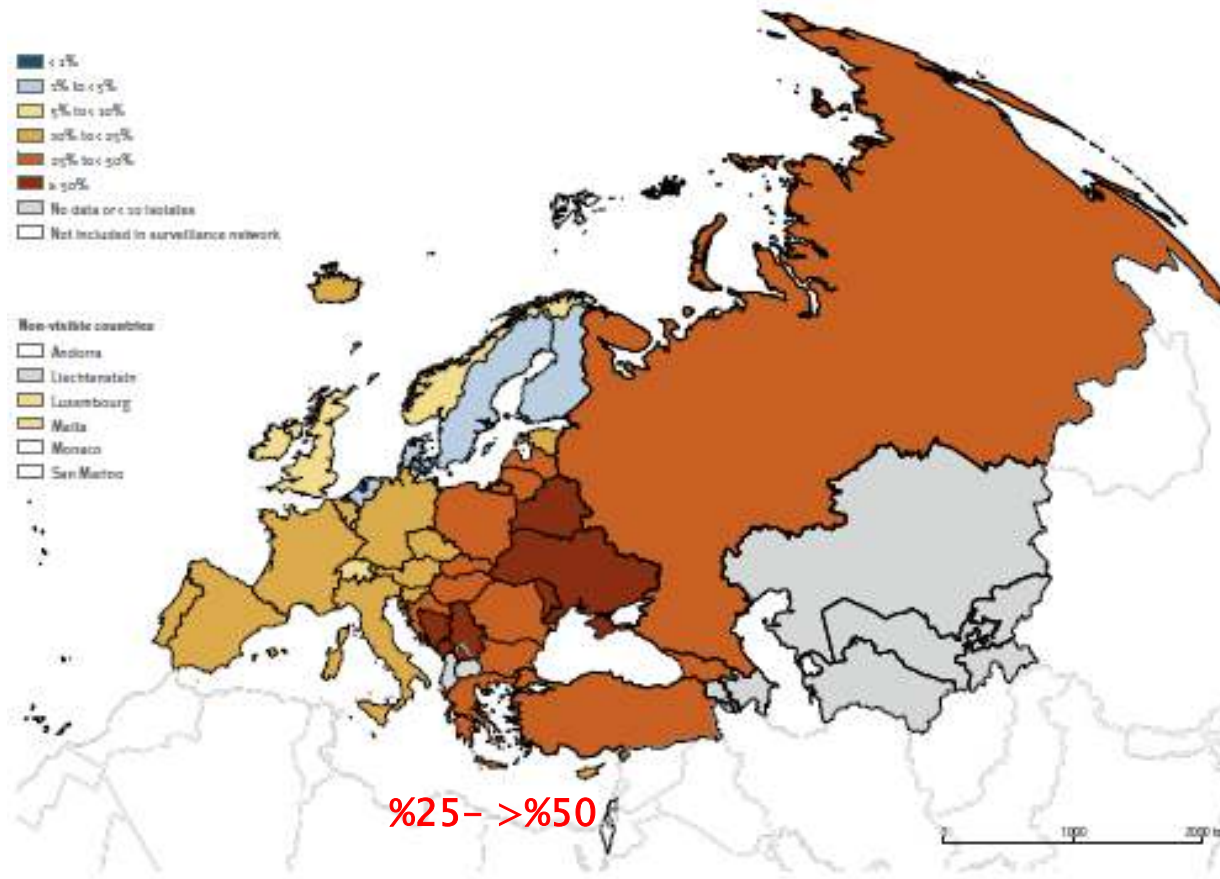 < 1%
1% to < 5%
5% to < 10%
10% to < 25%
25% to < 50%
≥ 50%
No data or < 10 isolates
Not included in surveillance network
Non-visible countries
Andorra
Liechtenstein
Luxembourg
Malta
Monaco
San Marino
%25- >%50
0 1000 2000